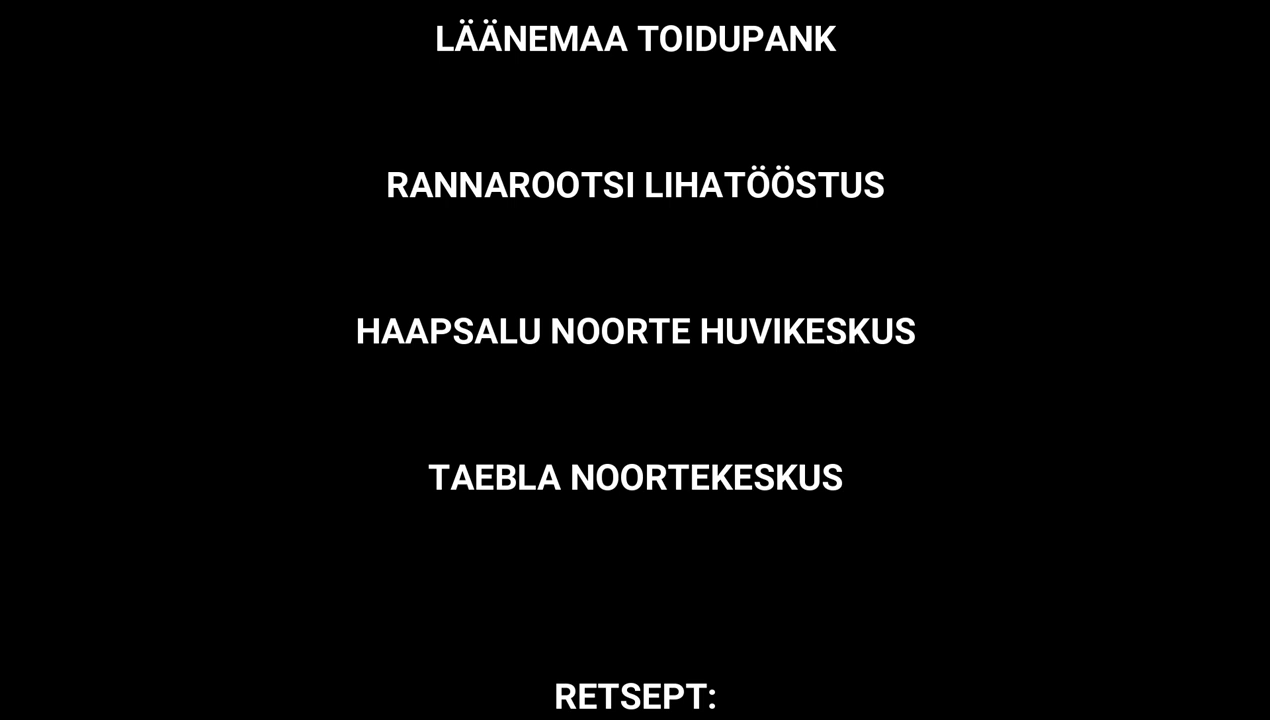 LÄÄNEMAA TOIDUPANK
RANNAROOTSI LIHATÖÖSTUS
HAAPSALU NOORTE HUVIKESKUS
TAEBLA NOORTEKESKUS
RETSEPT: